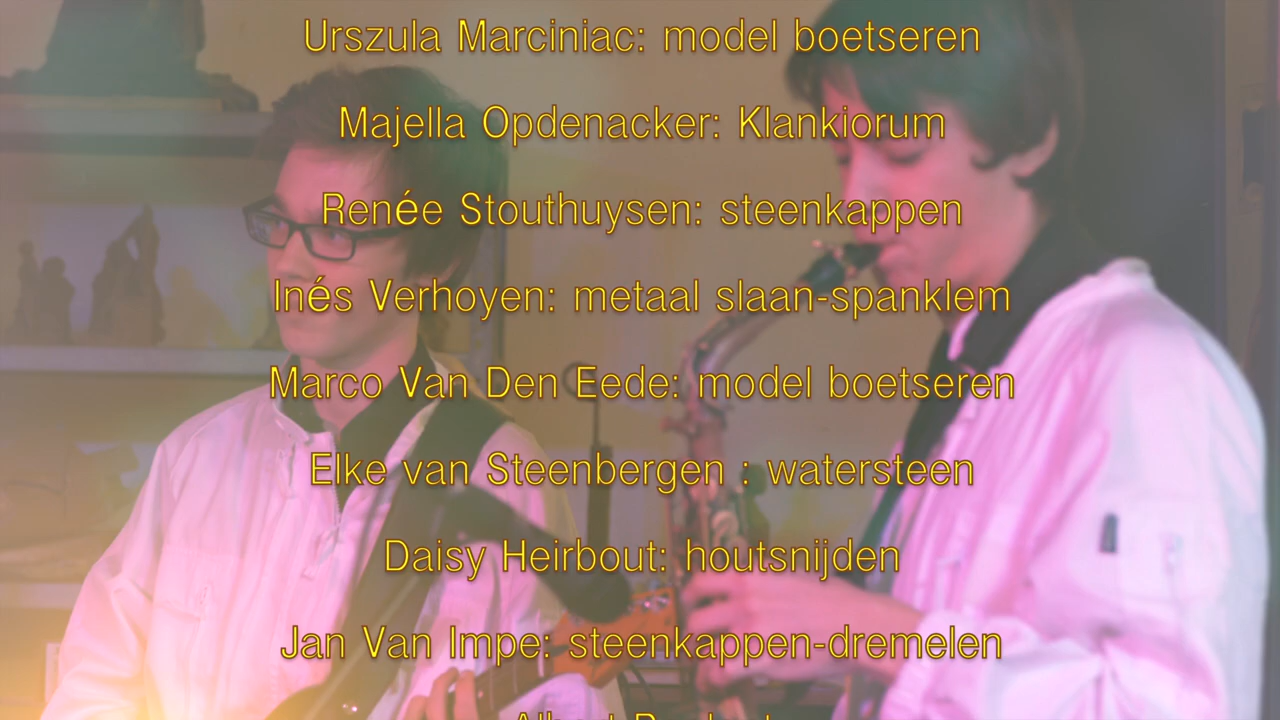 Urszula Marciniac: model boetseren
Majella Opdenacker: Klankiorum
Renée Stouthuysen: steenkappen
Inés Verhoyen: metaal slaan-spanklem
Marco Van Den Eede: model boetseren
Elke van Steenbergen : watersteen
Daisy Heirbout: houtsnijden
Jan Van Impe: steenkappen-dremelen